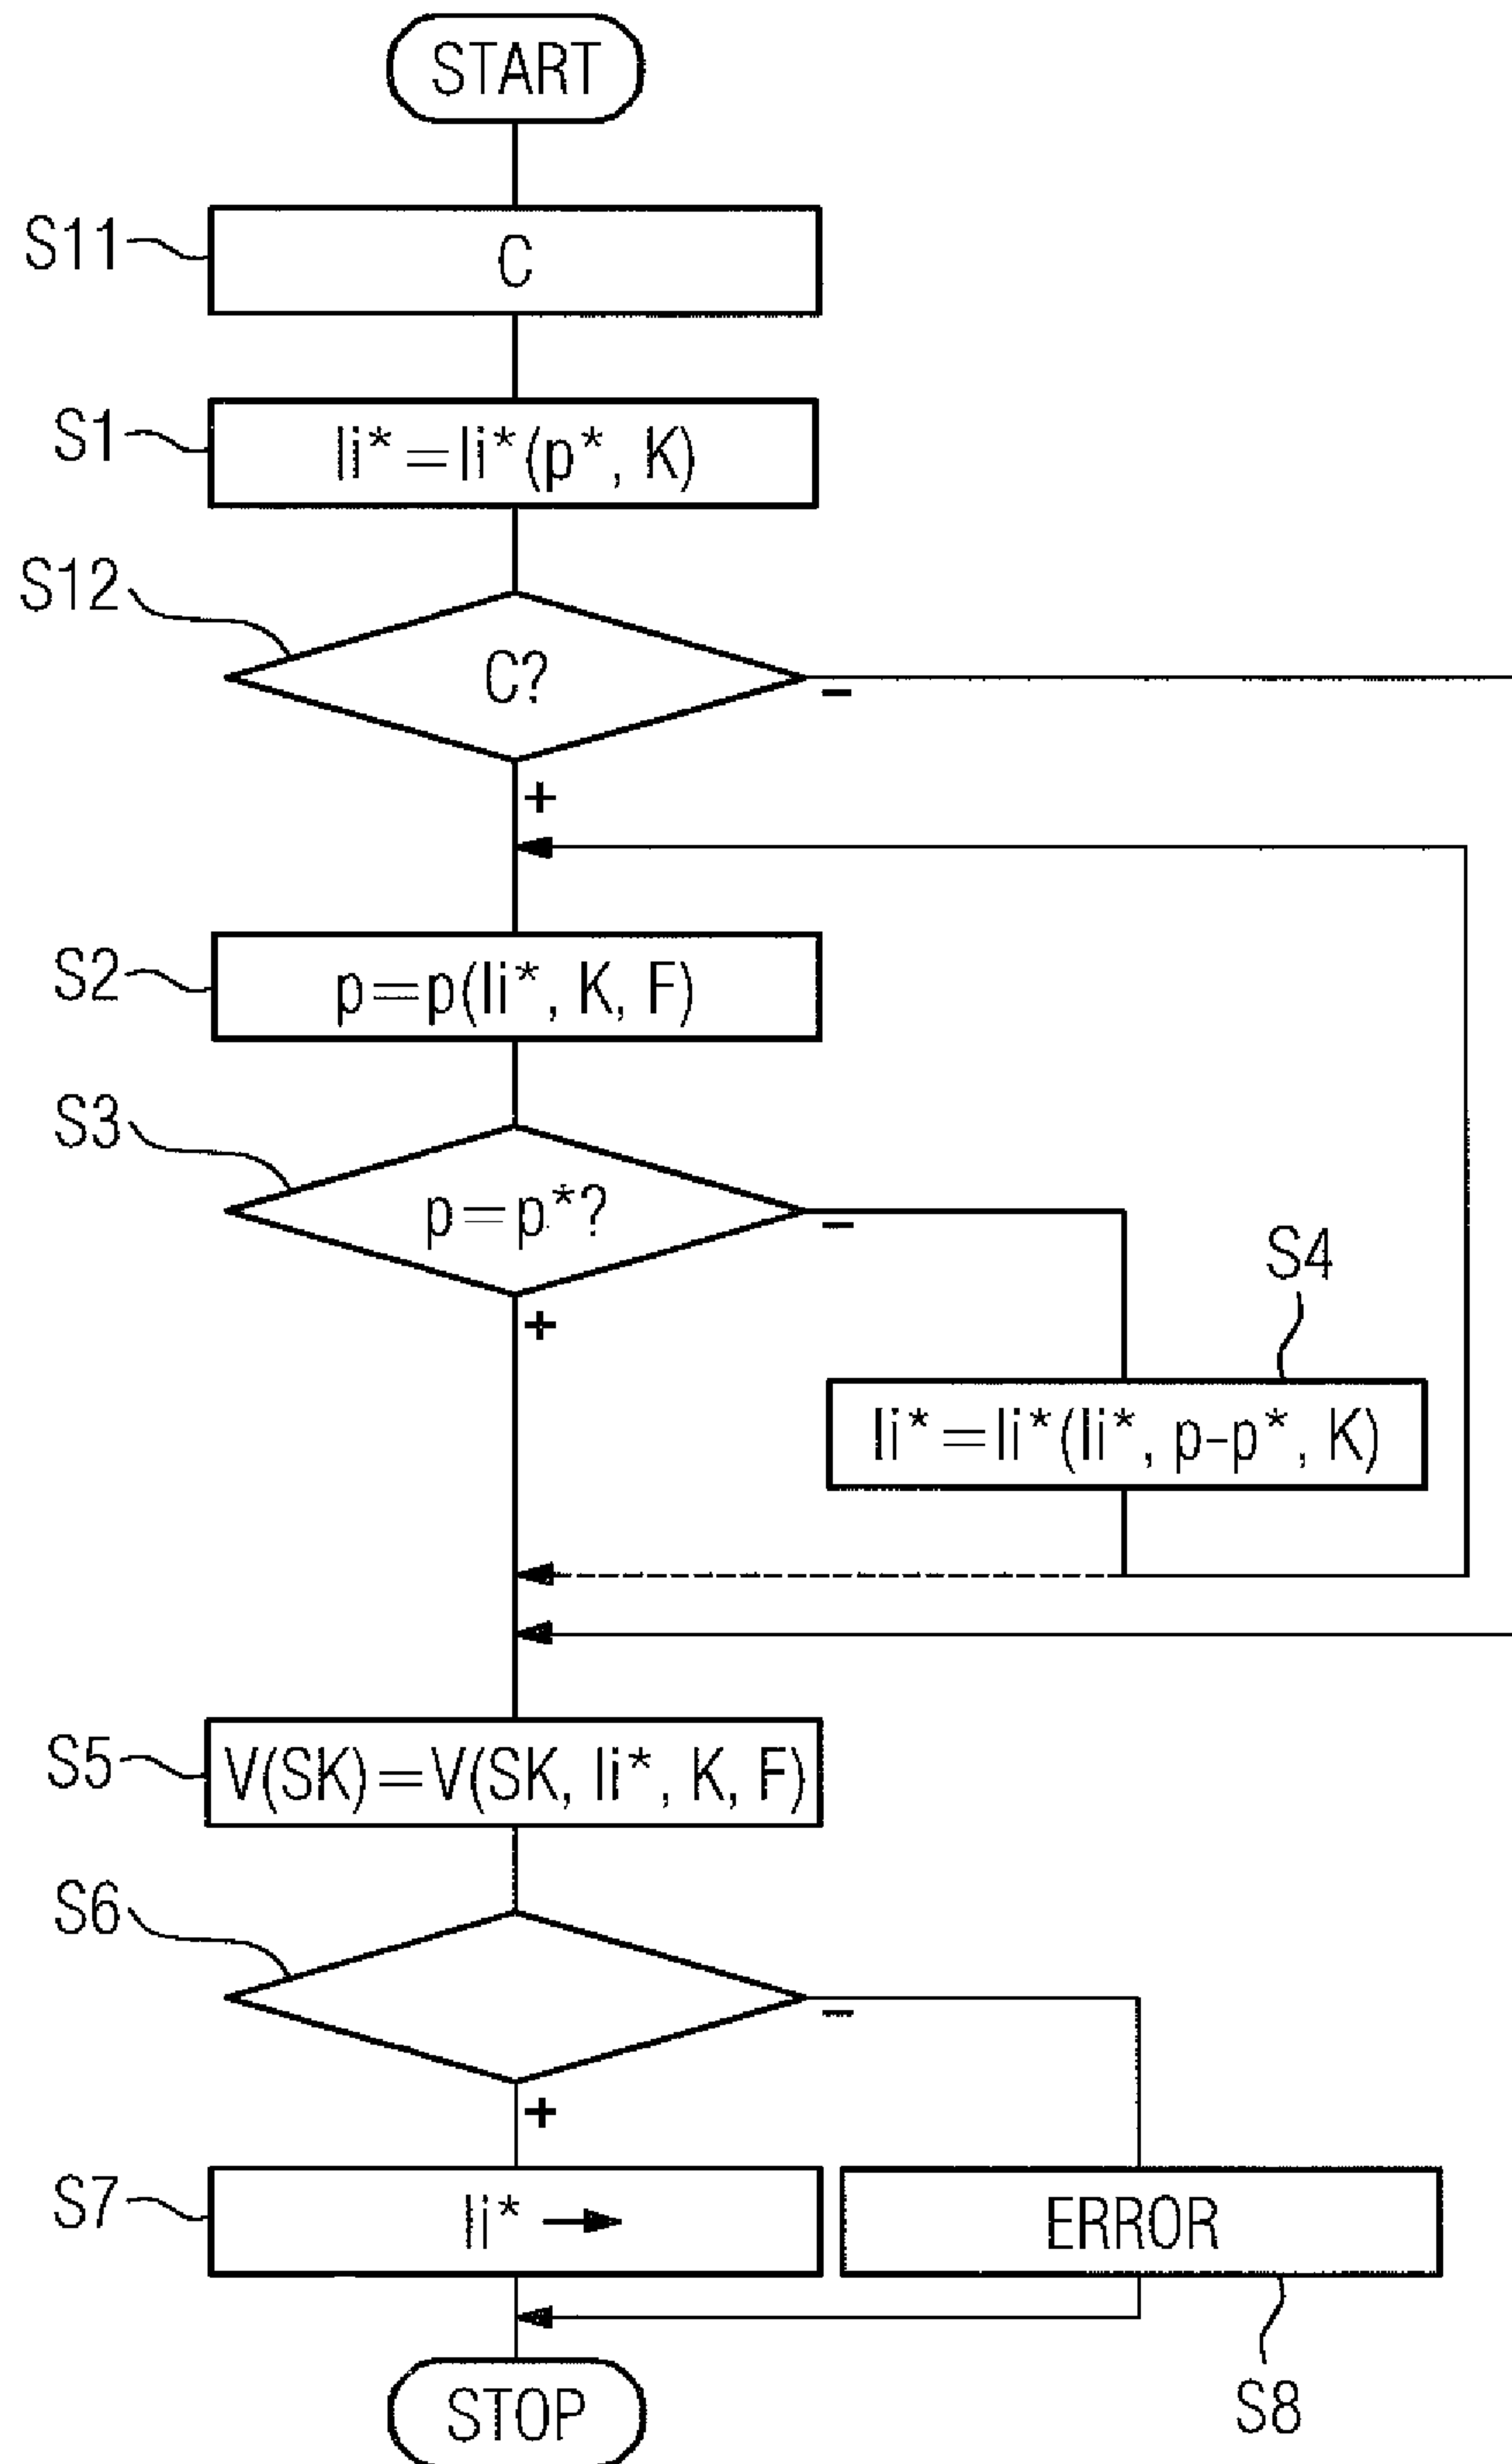 START
S11
C
S1
li* = li*(p*, K)
S12
C?
-
+
S2
p = p(li*, K, F)
S3
p = p*?
-
+
S4
li* = li*(li*, p-p*, K)
S5
V(SK) = V(SK, li*, K, F)
S6
-
+
S7
li* →
ERROR
S8
STOP